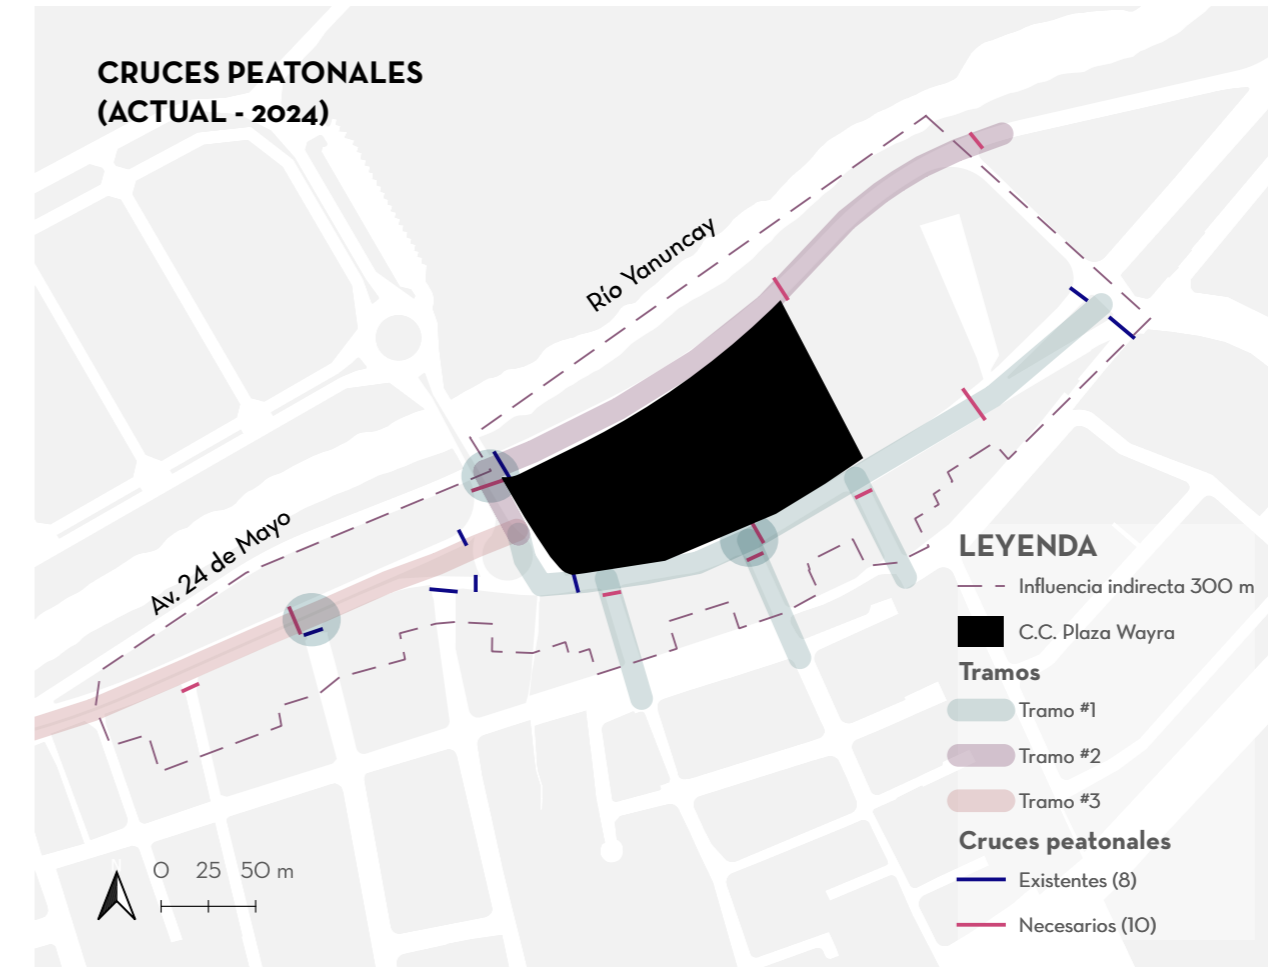 CRUCES PEATONALES
(ACTUAL - 2024)
Río Yanuncay
Av. 24 de Mayo
LEYENDA
Influencia indirecta 300 m
C.C. Plaza Wayra
Tramos
Tramo #1
Tramo #2
Tramo #3
Cruces peatonales
Existentes (8)
Necesarios (10)
N
0 25 50 m